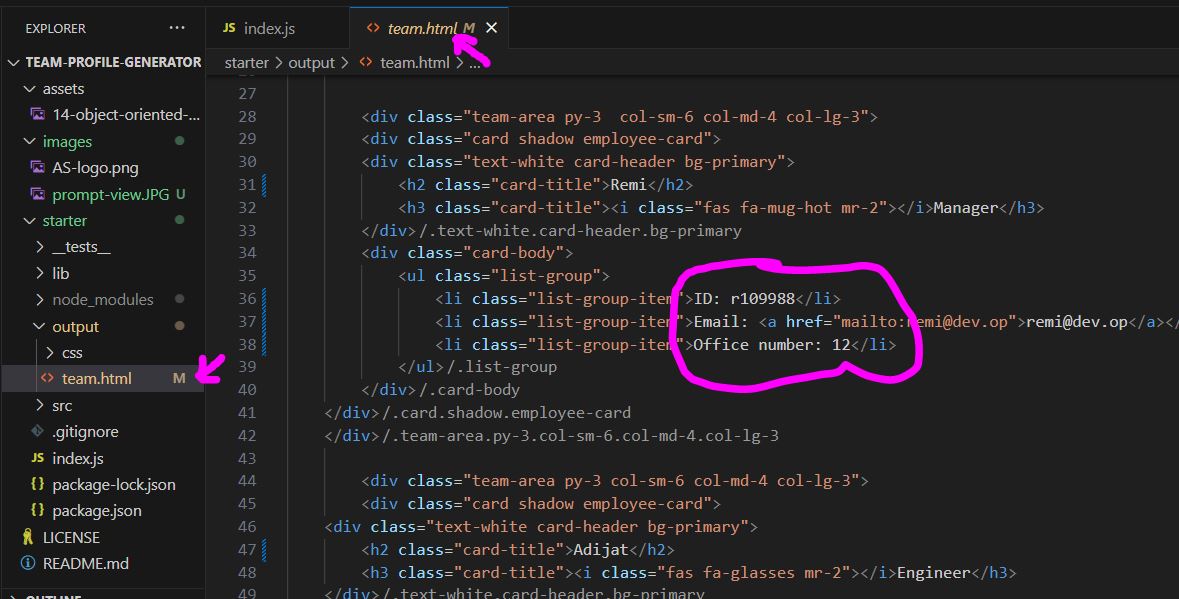 EXPLORER ...
TEAM-PROFILE-GENERATOR
assets
14-object-oriented-...
images
AS-logo.png
prompt-view.JPG U
starter
__tests__
lib
node_modules
output
css
team.html M
src
.gitignore
JS index.js
{} package-lock.json
{} package.json
LICENSE
README.md
JS index.js
<> team.html M ×
starter > output > <> team.html > ...
27
28 <div class="team-area py-3  col-sm-6 col-md-4 col-lg-3">
29 <div class="card shadow employee-card">
30 <div class="text-white card-header bg-primary">
31 <h2 class="card-title">Remi</h2>
32 <h3 class="card-title"><i class="fas fa-mug-hot mr-2"></i>Manager</h3>
33 </div>/.text-white.card-header.bg-primary
34 <div class="card-body">
35 <ul class="list-group">
36 <li class="list-group-item">ID: r109988</li>
37 <li class="list-group-item">Email: <a href="mailto:remi@dev.op">remi@dev.op</a></
38 <li class="list-group-item">Office number: 12</li>
39 </ul>/.list-group
40 </div>/.card-body
41 </div>/.card.shadow.employee-card
42 </div>/.team-area.py-3.col-sm-6.col-md-4.col-lg-3
43
44 <div class="team-area py-3 col-sm-6 col-md-4 col-lg-3">
45 <div class="card shadow employee-card">
46 <div class="text-white card-header bg-primary">
47 <h2 class="card-title">Adijat</h2>
48 <h3 class="card-title"><i class="fas fa-glasses mr-2"></i>Engineer</h3>
49 </div>/.text-white.card-header.bg-primary